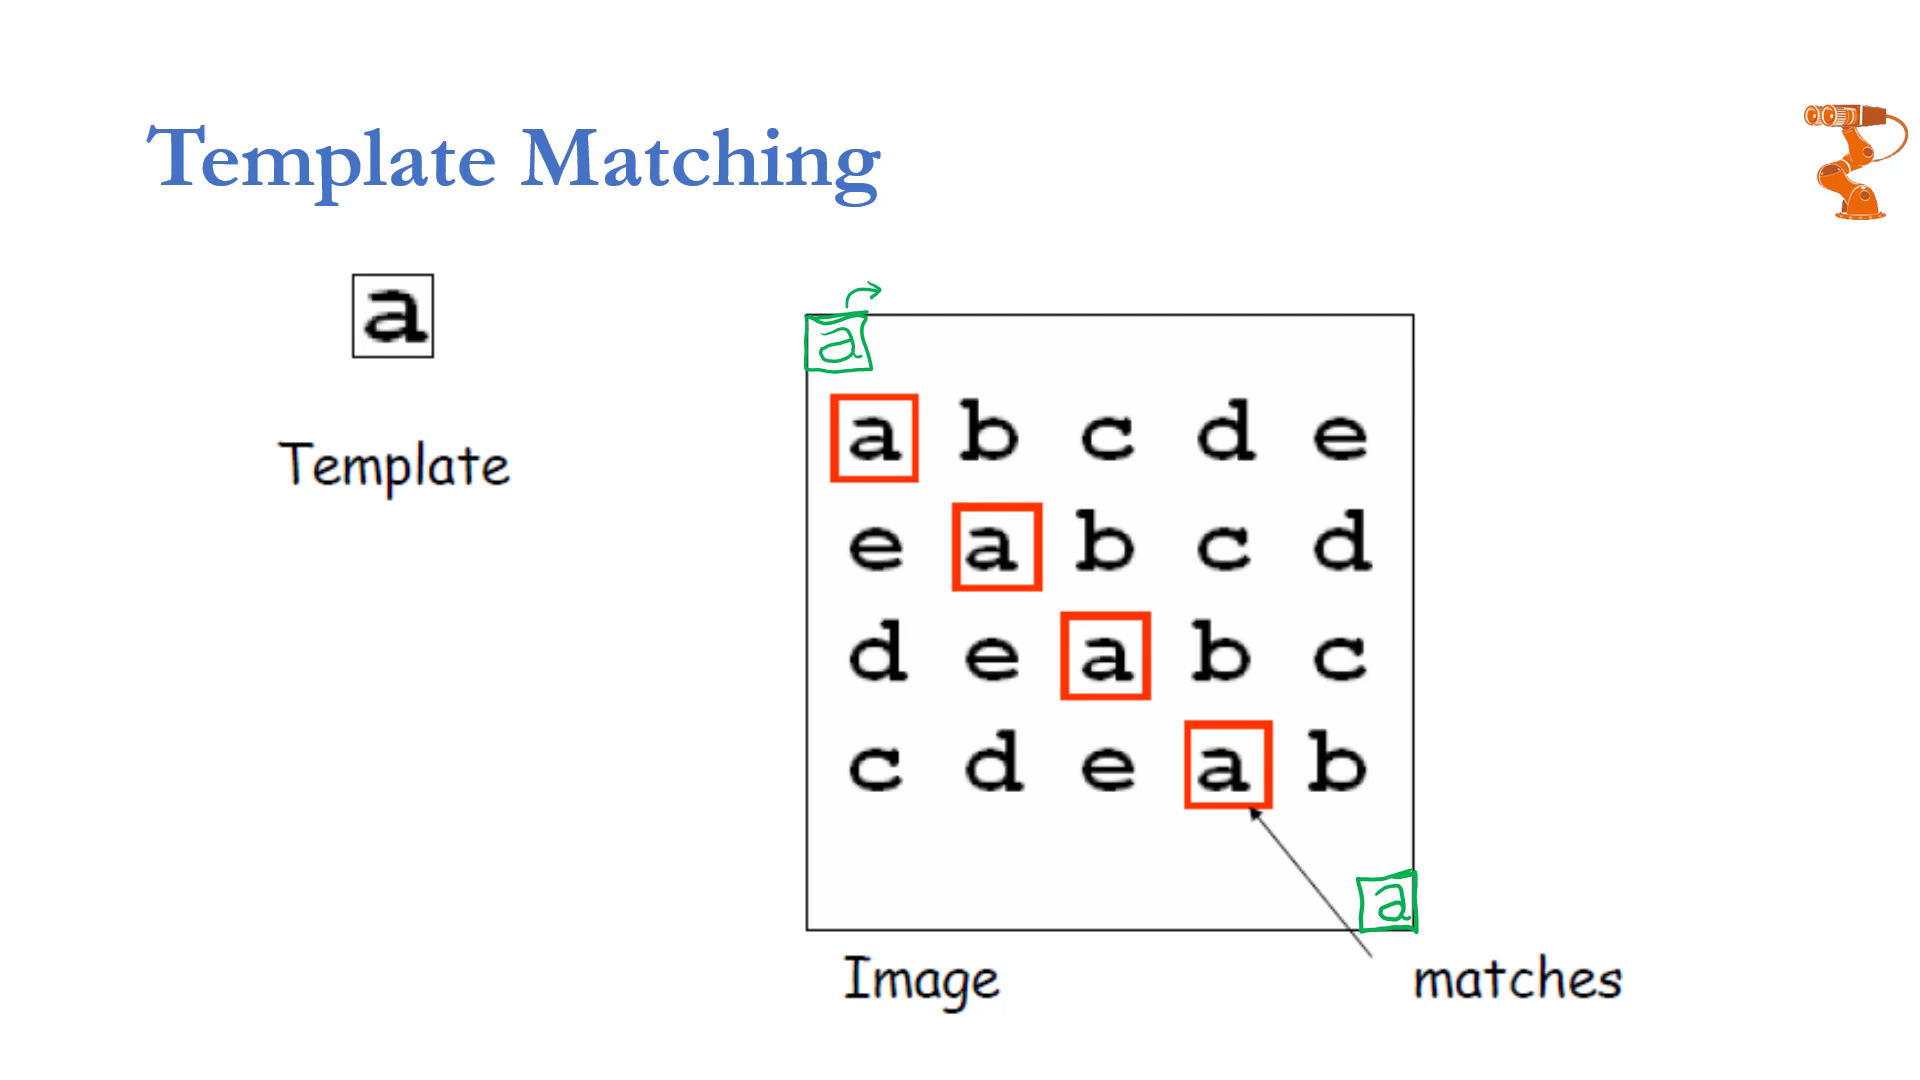 Template Matching
a
Template
a
a b c d e
e a b c d
d e a b c
c d e a b
a
Image
matches